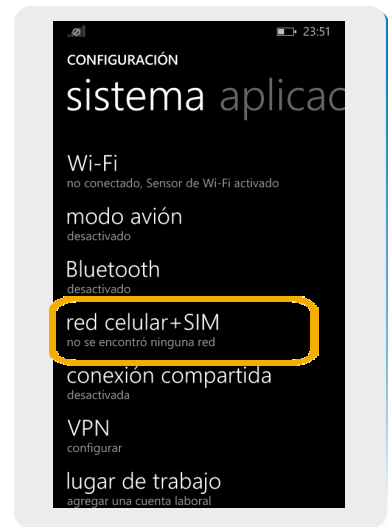 23:51
CONFIGURACIÓN
sistema aplicac
Wi-Fi
no conectado, Sensor de Wi-Fi activado
modo avión
desactivado
Bluetooth
desactivado
red celular+SIM
no se encontró ninguna red
conexión compartida
desactivada
VPN
configurar
lugar de trabajo
agregar una cuenta laboral